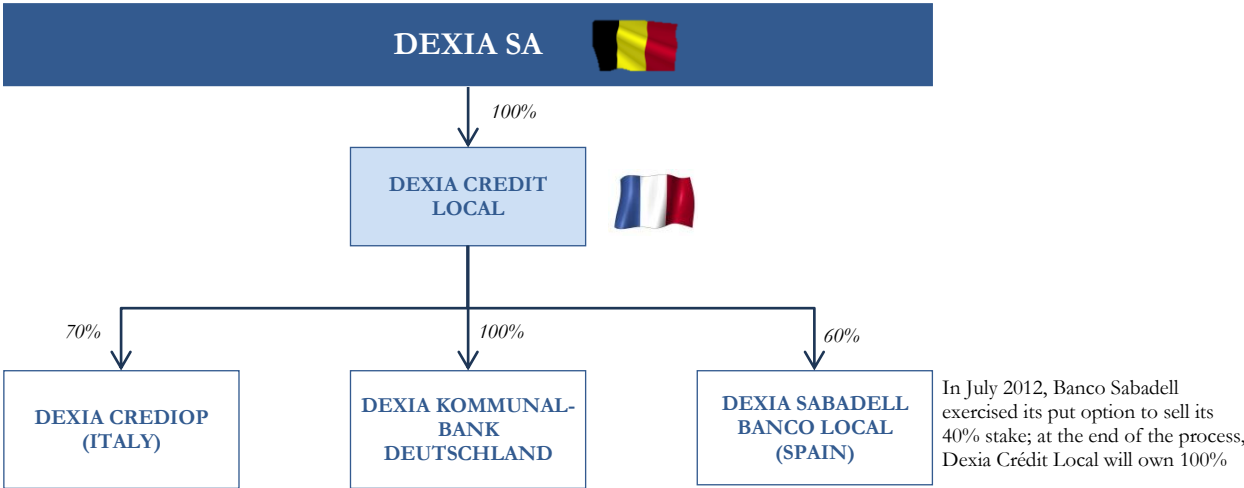 DEXIA SA
100%
DEXIA CREDIT
LOCAL
70%
100%
60%
DEXIA CREDIOP
(ITALY)
DEXIA KOMMUNAL-
BANK
DEUTSCHLAND
DEXIA SABADELL
BANCO LOCAL
(SPAIN)
In July 2012, Banco Sabadell
exercised its put option to sell its
40% stake; at the end of the process,
Dexia Crédit Local will own 100%